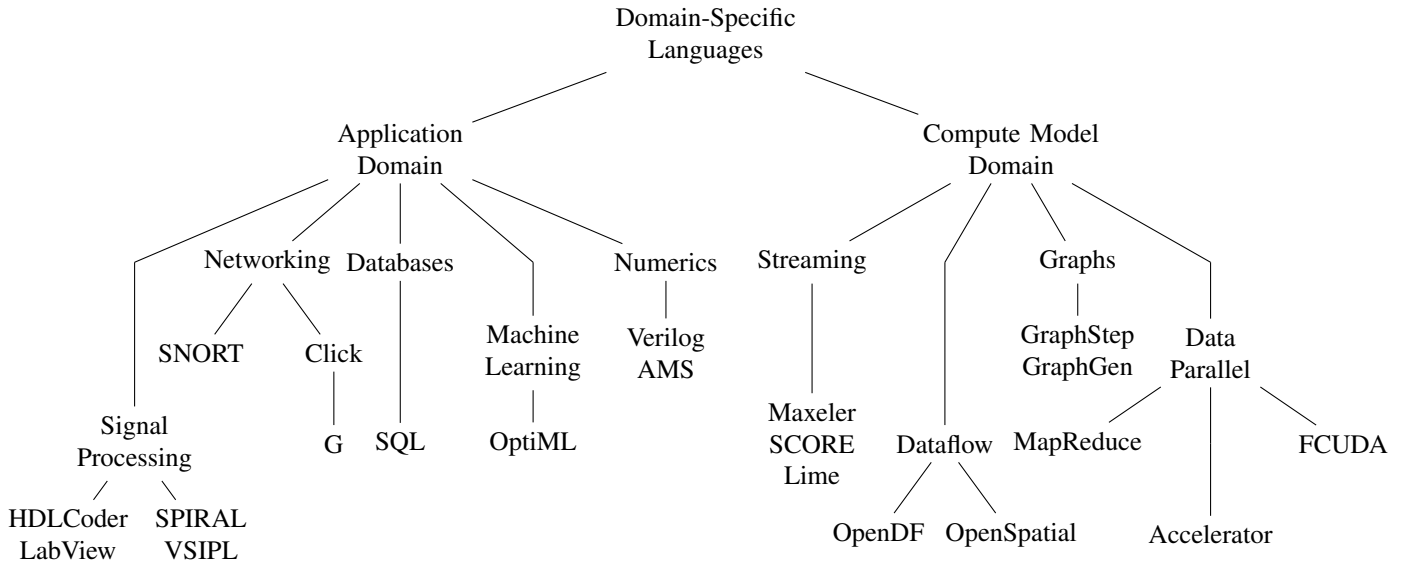 Domain-Specific
Languages
Application
Domain
Compute Model
Domain
Networking
Databases
Numerics
Streaming
Graphs
SNORT
Click
Machine
Learning
Verilog
AMS
GraphStep
GraphGen
Data
Parallel
Signal
Processing
G
SQL
OptiML
Maxeler
SCORE
Lime
Dataflow
MapReduce
FCUDA
HDLCoder
LabView
SPIRAL
VSIPL
OpenDF
OpenSpatial
Accelerator